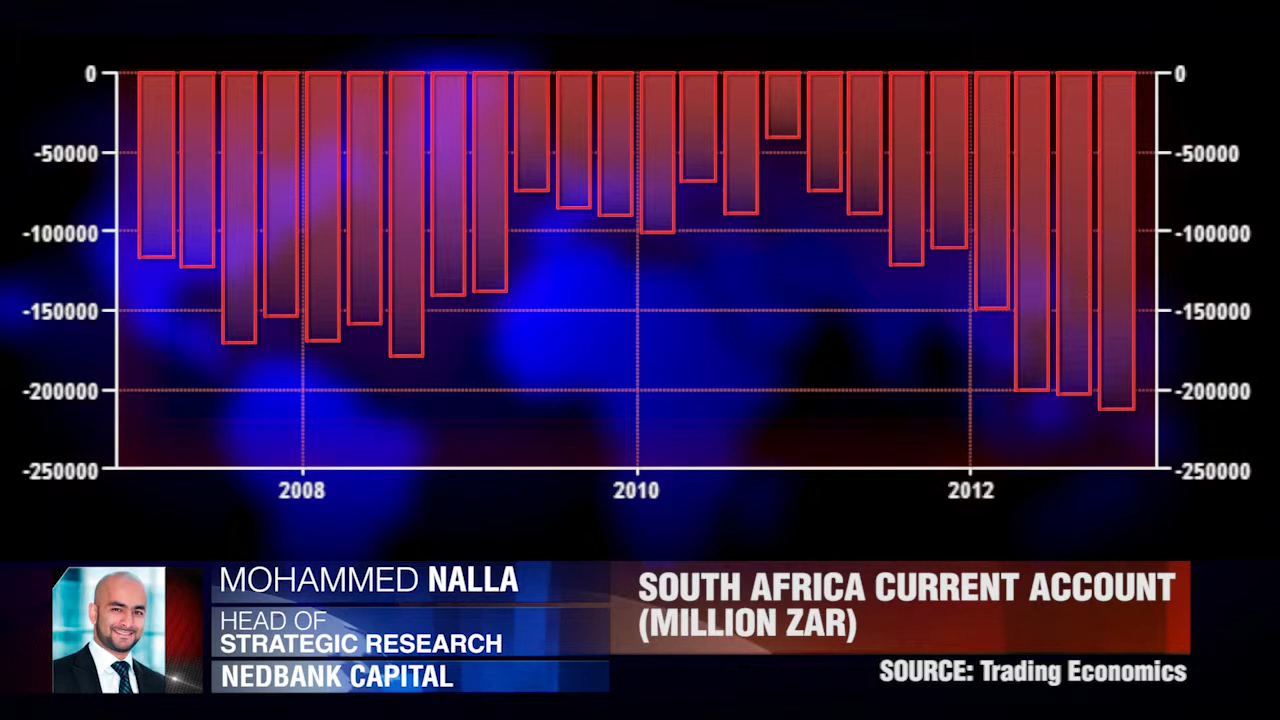 0 0
-50000 -50000
-100000 -100000
-150000 -150000
-200000 -200000
-250000 -250000
2008 2010 2012
MOHAMMED NALLA
HEAD OF
STRATEGIC RESEARCH
NEDBANK CAPITAL
SOUTH AFRICA CURRENT ACCOUNT
(MILLION ZAR)
SOURCE: Trading Economics